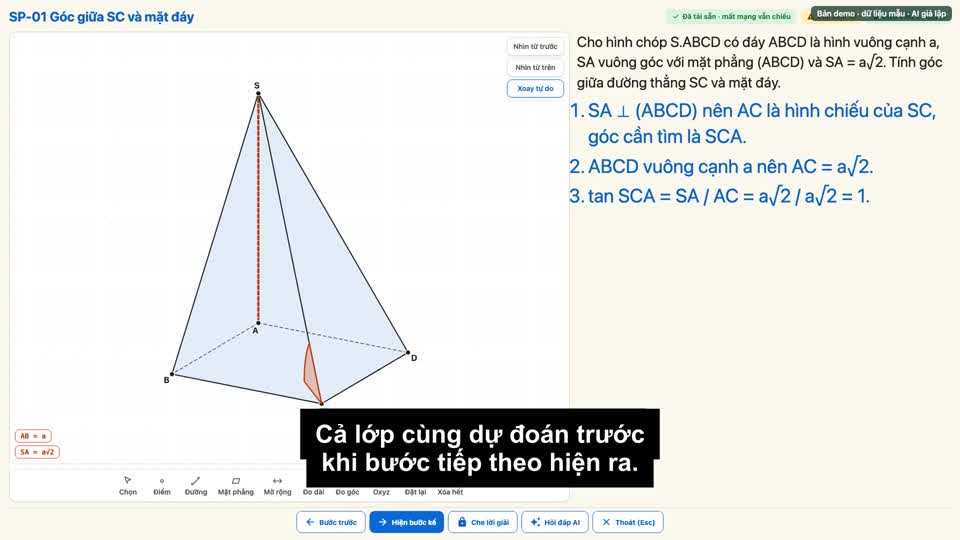 SP-01 Góc giữa SC và mặt đáy
✓ Đã tải sẵn · mất mạng vẫn chiếu
Bản demo · dữ liệu mẫu · AI giả lập
Nhìn từ trước
Nhìn từ trên
Xoay tự do
S
A
B
D
AB = a
SA = a√2
Cho hình chóp S.ABCD có đáy ABCD là hình vuông cạnh a,
SA vuông góc với mặt phẳng (ABCD) và SA = a√2. Tính góc
giữa đường thẳng SC và mặt đáy.
1. SA ⊥ (ABCD) nên AC là hình chiếu của SC,
góc cần tìm là SCA.
2. ABCD vuông cạnh a nên AC = a√2.
3. tan SCA = SA / AC = a√2 / a√2 = 1.
Cả lớp cùng dự đoán trước
khi bước tiếp theo hiện ra.
Chọn Điểm Đường Mặt phẳng Mở rộng Đo dài Đo góc Oxyz Đặt lại Xóa hết
Bước trước Hiện bước kế Che lời giải Hỏi đáp AI Thoát (Esc)